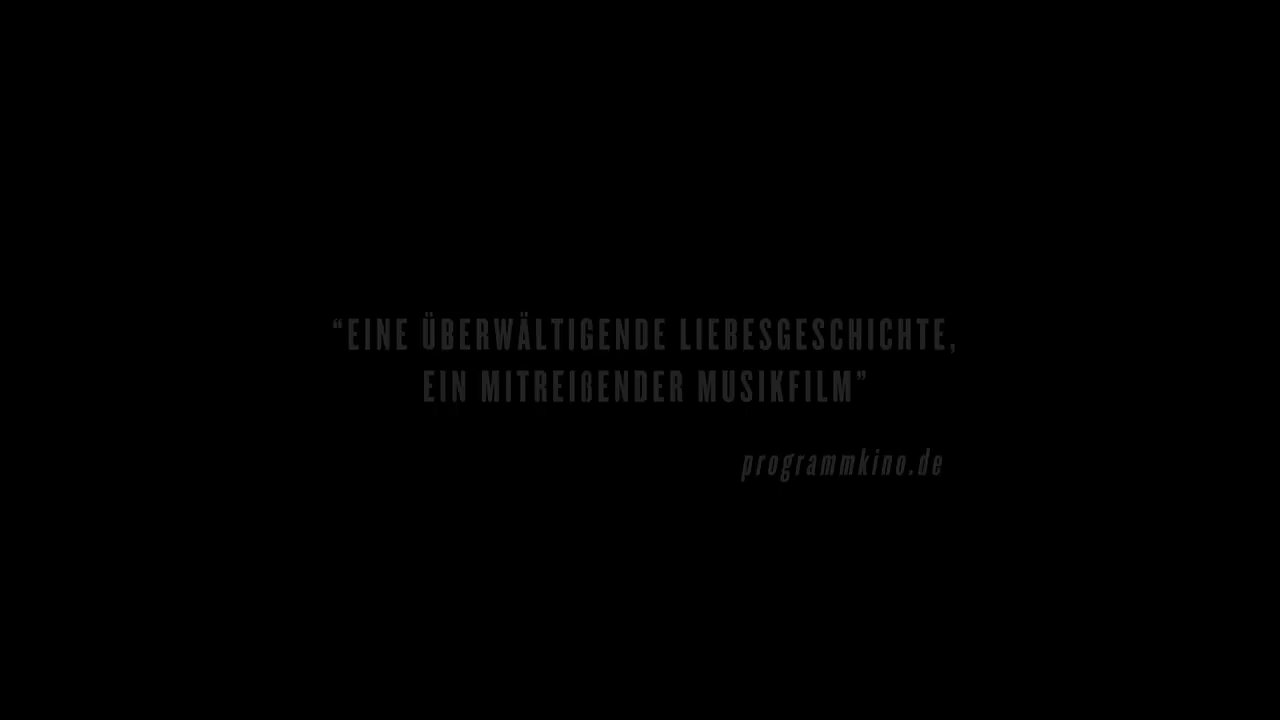 “EINE ÜBERWÄLTIGENDE LIEBESGESCHICHTE,
EIN MITREIßENDER MUSIKFILM”
programmkino.de